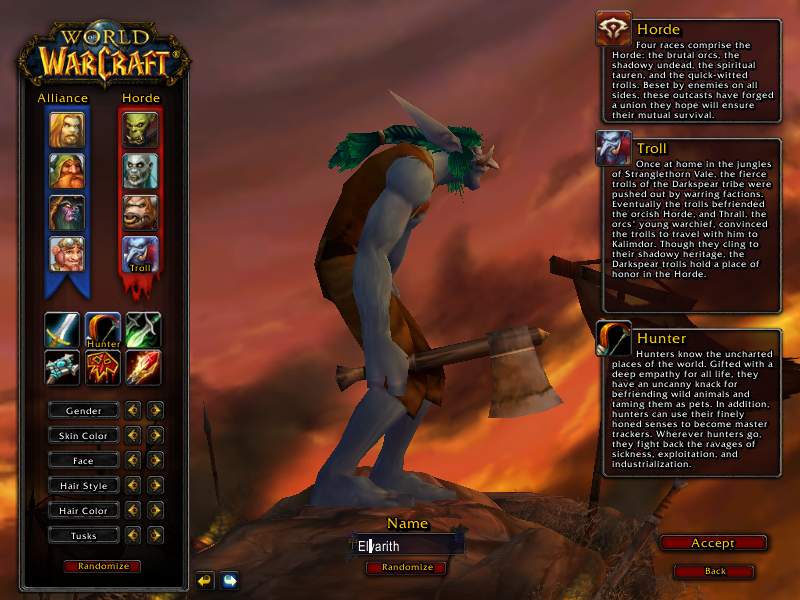 WORLD
OF
WARCRAFT®
Alliance
Horde
Troll
Hunter
Gender
Skin Color
Face
Hair Style
Hair Color
Tusks
Randomize
Name
Elyarith
Randomize
Horde
Four races comprise the
Horde: the brutal orcs, the
shadowy undead, the spiritual
tauren, and the quick-witted
trolls. Beset by enemies on all
sides, these outcasts have forged
a union they hope will ensure
their mutual survival.
Troll
Once at home in the jungles
of Stranglethorn Vale, the fierce
trolls of the Darkspear tribe were
pushed out by warring factions.
Eventually the trolls befriended
the orcish Horde, and Thrall, the
orcs' young warchief, convinced
the trolls to travel with him to
Kalimdor. Though they cling to
their shadowy heritage, the
Darkspear trolls hold a place of
honor in the Horde.
Hunter
Hunters know the uncharted
places of the world. Gifted with a
deep empathy for all life, they
have an uncanny knack for
befriending wild animals and
taming them as pets. In addition,
hunters can use their finely
honed senses to become master
trackers. Wherever hunters go,
they fight back the ravages of
sickness, exploitation, and
industrialization.
Accept
Back